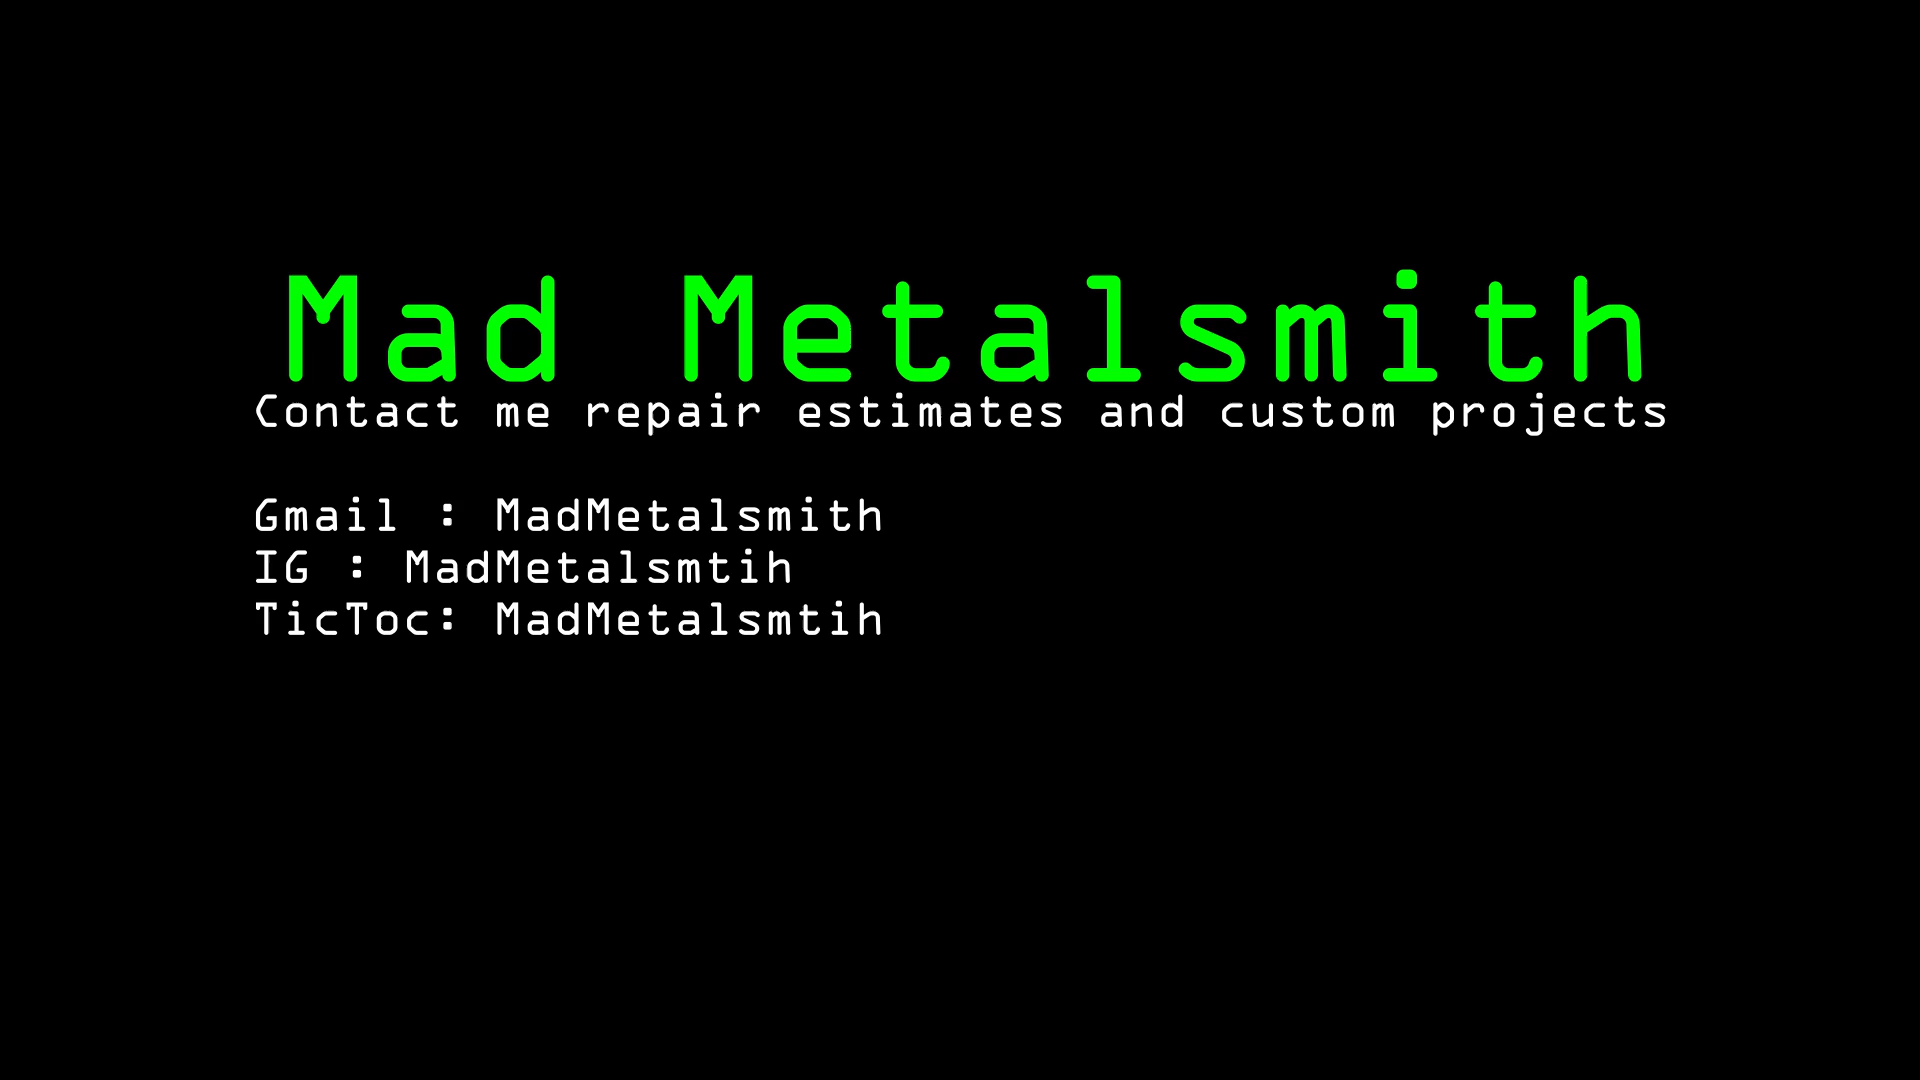 Mad Metalsmith
Contact me repair estimates and custom projects
Gmail : MadMetalsmith
IG : MadMetalsmtih
TicToc: MadMetalsmtih